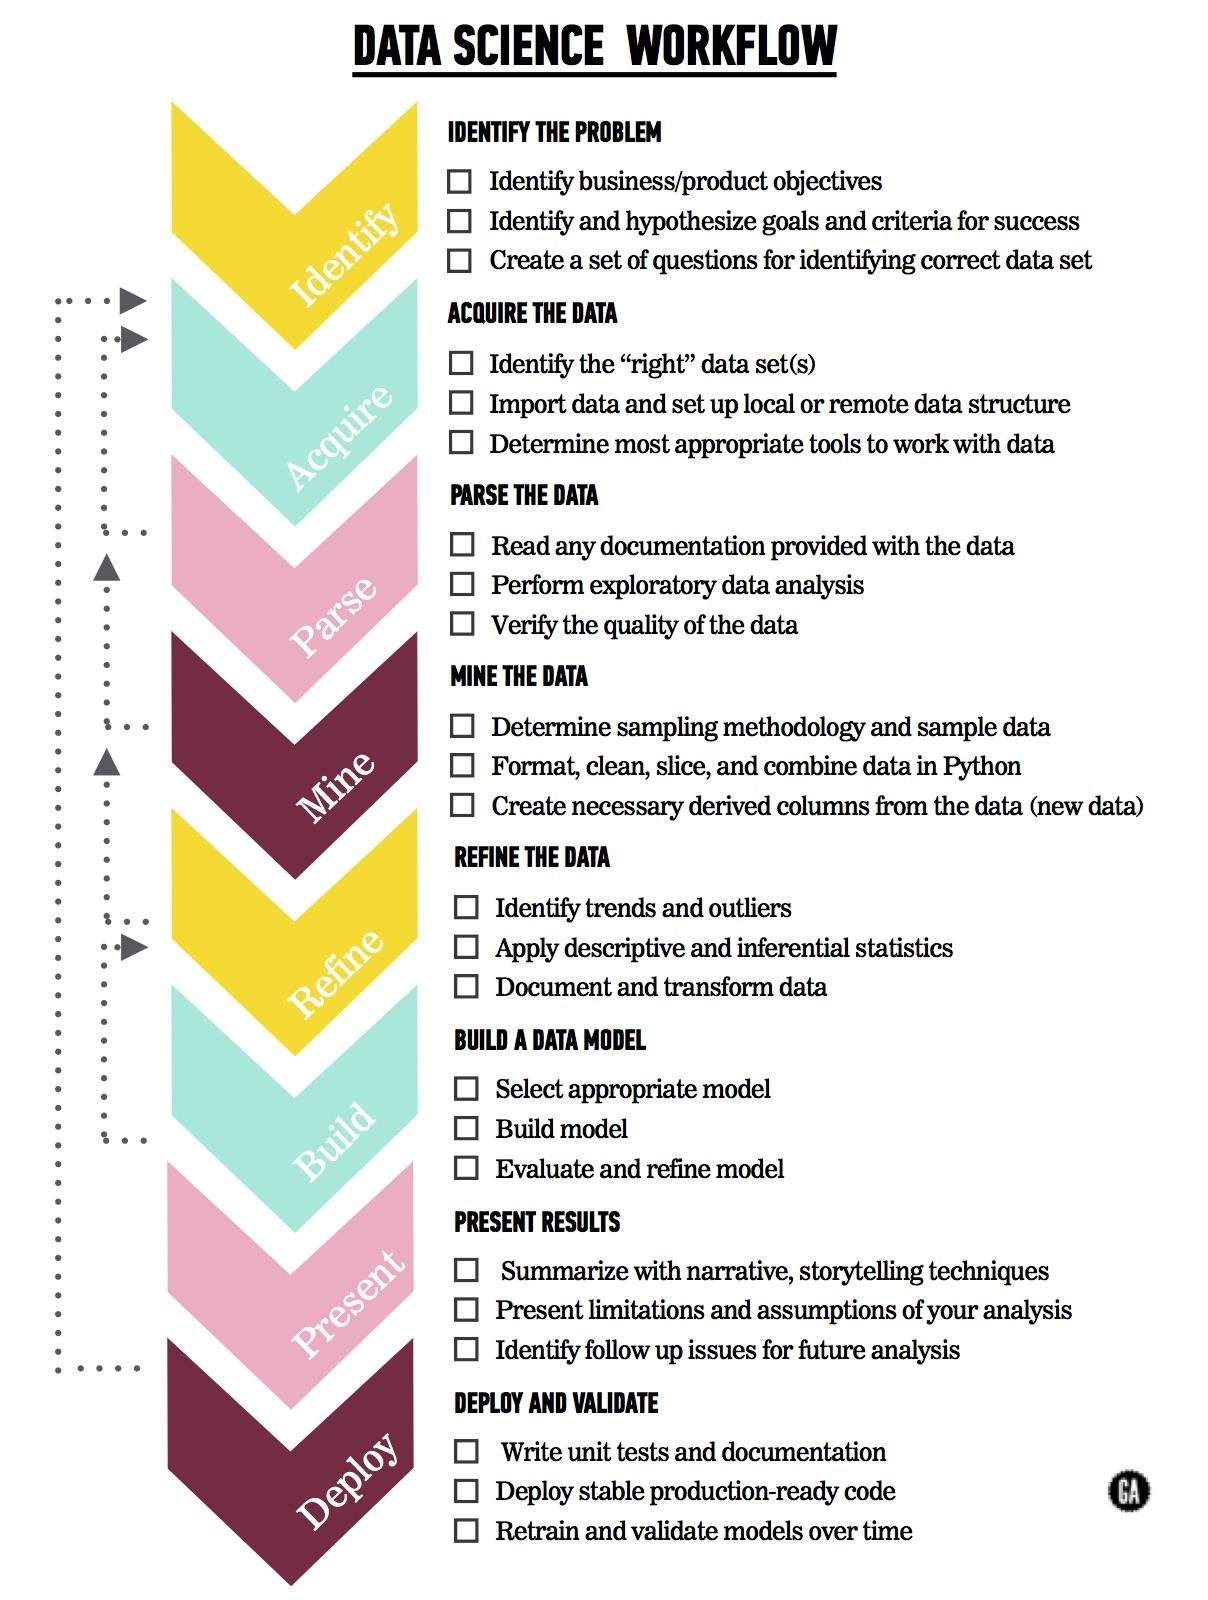 DATA SCIENCE WORKFLOW
Identify
IDENTIFY THE PROBLEM
Identify business/product objectives
Identify and hypothesize goals and criteria for success
Create a set of questions for identifying correct data set
Acquire
ACQUIRE THE DATA
Identify the “right” data set(s)
Import data and set up local or remote data structure
Determine most appropriate tools to work with data
Parse
PARSE THE DATA
Read any documentation provided with the data
Perform exploratory data analysis
Verify the quality of the data
Mine
MINE THE DATA
Determine sampling methodology and sample data
Format, clean, slice, and combine data in Python
Create necessary derived columns from the data (new data)
Refine
REFINE THE DATA
Identify trends and outliers
Apply descriptive and inferential statistics
Document and transform data
Build
BUILD A DATA MODEL
Select appropriate model
Build model
Evaluate and refine model
Present
PRESENT RESULTS
Summarize with narrative, storytelling techniques
Present limitations and assumptions of your analysis
Identify follow up issues for future analysis
Deploy
DEPLOY AND VALIDATE
Write unit tests and documentation
Deploy stable production-ready code
Retrain and validate models over time
GA